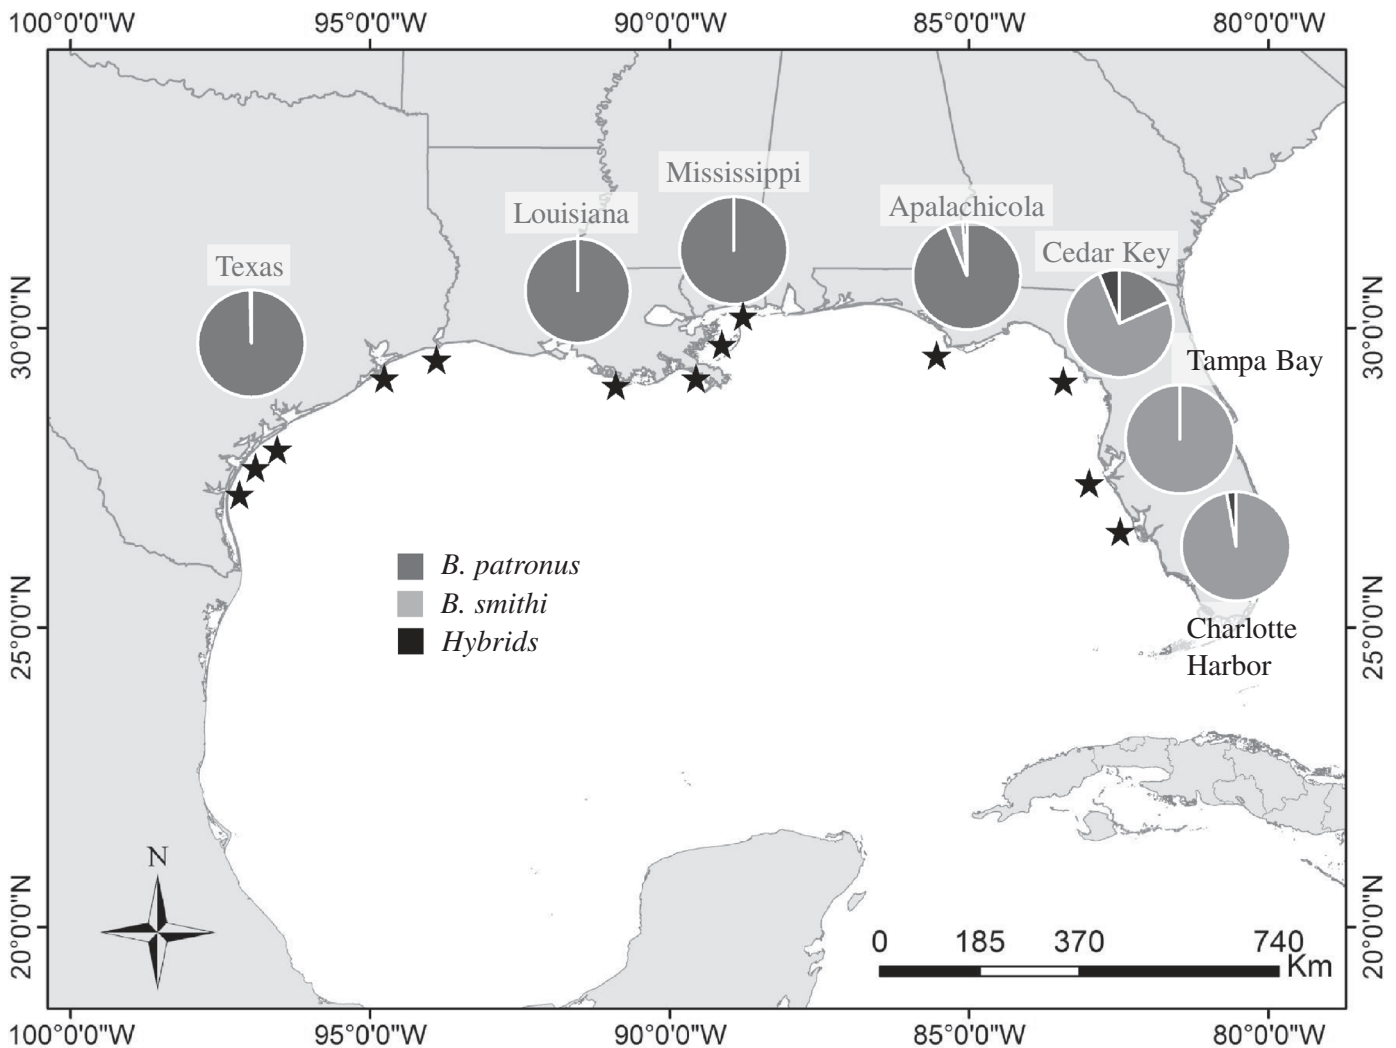 100°0'0"W 95°0'0"W 90°0'0"W 85°0'0"W 80°0'0"W
Mississippi
Louisiana
Apalachicola
Cedar Key
Texas
30°0'0"N
30°0'0"N
Tampa Bay
B. patronus
B. smithi
Hybrids
25°0'0"N
25°0'0"N
Charlotte
Harbor
N
20°0'0"N
20°0'0"N
0 185 370 740
Km
100°0'0"W 95°0'0"W 90°0'0"W 85°0'0"W 80°0'0"W